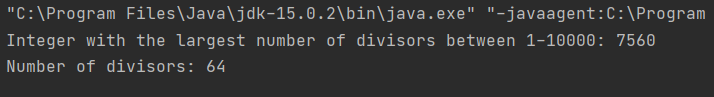 "C:\Program Files\Java\jdk-15.0.2\bin\java.exe" "-javaagent:C:\Program
Integer with the largest number of divisors between 1-10000: 7560
Number of divisors: 64